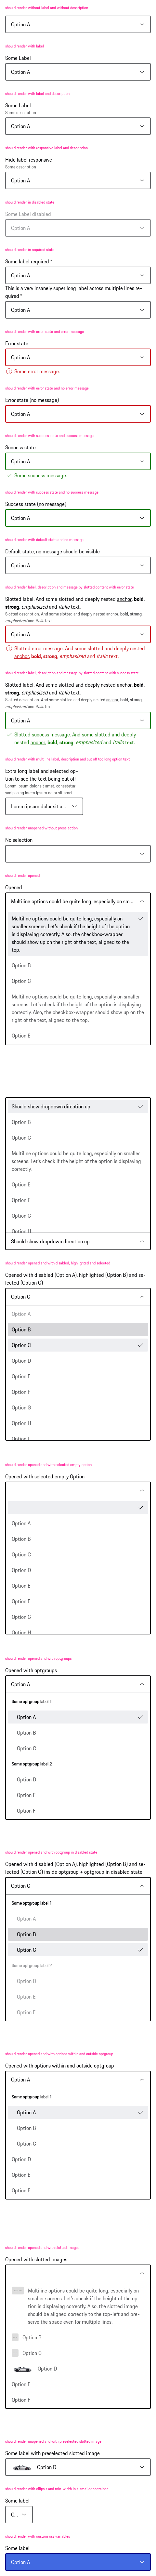 should render without label and without description
Option A
should render with label
Some Label
Option A
should render with label and description
Some Label
Some description
Option A
should render with responsive label and description
Hide label responsive
Some description
Option A
should render in disabled state
Some Label disabled
Option A
should render in required state
Some label required *
Option A
This is a very insanely super long label across multiple lines re-
quired *
Option A
should render with error state and error message
Error state
Option A
Some error message.
should render with error state and no error message
Error state (no message)
Option A
should render with success state and success message
Success state
Option A
Some success message.
should render with success state and no success message
Success state (no message)
Option A
should render with default state and no message
Default state, no message should be visible
Option A
should render label, description and message by slotted content with error state
Slotted label. And some slotted and deeply nested anchor, bold,
strong, emphasized and italic text.
Slotted description. And some slotted and deeply nested anchor, bold, strong,
emphasized and italic text.
Option A
Slotted error message. And some slotted and deeply nested
anchor, bold, strong, emphasized and italic text.
should render label, description and message by slotted content with success state
Slotted label. And some slotted and deeply nested anchor, bold,
strong, emphasized and italic text.
Slotted description. And some slotted and deeply nested anchor, bold, strong,
emphasized and italic text.
Option A
Slotted success message. And some slotted and deeply
nested anchor, bold, strong, emphasized and italic text.
should render with multiline label, description and cut off too long option text
Extra long label and selected op-
tion to see the text being cut off
Lorem ipsum dolor sit amet, consetetur
sadipscing lorem ipsum dolor sit amet
Lorem ipsum dolor sit a...
should render unopened without preselection
No selection
should render opened
Opened
Multiline options could be quite long, especially on sm...
Multiline options could be quite long, especially on
smaller screens. Let's check if the height of the option
is displaying correctly. Also, the checkbox-wrapper
should show up on the right of the text, aligned to the
top.
Option B
Option C
Multiline options could be quite long, especially on smaller
screens. Let's check if the height of the option is displaying
correctly. Also, the checkbox-wrapper should show up on the
right of the text, aligned to the top.
Option E
Should show dropdown direction up
Option B
Option C
Multiline options could be quite long, especially on smaller
screens. Let's check if the height of the option is displaying
correctly.
Option E
Option F
Option G
Option H
Should show dropdown direction up
should render opened with disabled, highlighted and selected
Opened with disabled (Option A), highlighted (Option B) and se-
lected (Option C)
Option C
Option A
Option B
Option C
Option D
Option E
Option F
Option G
Option H
Option I
should render opened and with selected empty option
Opened with selected empty Option
Option A
Option B
Option C
Option D
Option E
Option F
Option G
Option H
should render opened and with optgroups
Opened with optgroups
Option A
Some optgroup label 1
Option A
Option B
Option C
Some optgroup label 2
Option D
Option E
Option F
should render opened and with optgroup in disabled state
Opened with disabled (Option A), highlighted (Option B) and se-
lected (Option C) inside optgroup + optgroup in disabled state
Option C
Some optgroup label 1
Option A
Option B
Option C
Some optgroup label 2
Option D
Option E
Option F
should render opened and with options within and outside optgroup
Opened with options within and outside optgroup
Option A
Some optgroup label 1
Option A
Option B
Option C
Option D
Option E
Option F
should render opened and with slotted images
Opened with slotted images
Multiline options could be quite long, especially on
smaller screens. Let's check if the height of the op-
tion is displaying correctly. Also, the slotted image
should be aligned correctly to the top-left and pre-
serve the space even for multiple lines.
Option B
Option C
Option D
Option E
Option F
should render unopened and with preselected slotted image
Some label with preselected slotted image
Option D
should render with ellipsis and min-width in a smaller container
Some label
O...
should render with custom css variables
Some label
Option A